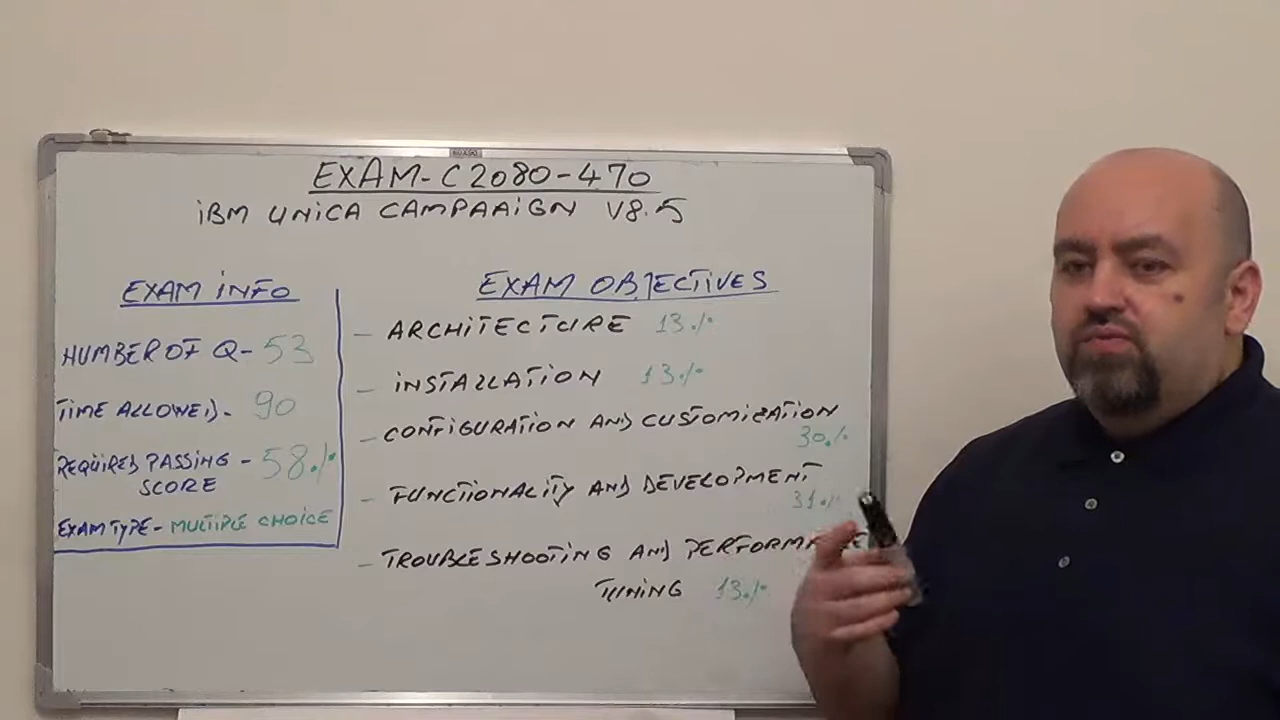 EXAM-C2080-470
iBM UNiCA CAMPAAiGN V8.5
EXAM iNFO
NUMBER OF Q- 53
TIME ALLOWED- 90
REQUIRED PASSING - 58%
SCORE
EXAM TYPE- MULTIPLE CHOICE
EXAM OBJECTIVES
- ARCHiTECTURE 13%
- iNSTALLATION 13%
- CONFiGURATION AND CUSTOMIZATION
30%
- FUNCTIONALITY AND DEVELOPMENT
31%
- TROUBLESHOOTiNG AND PERFORMANCE
TUNiNG 13%